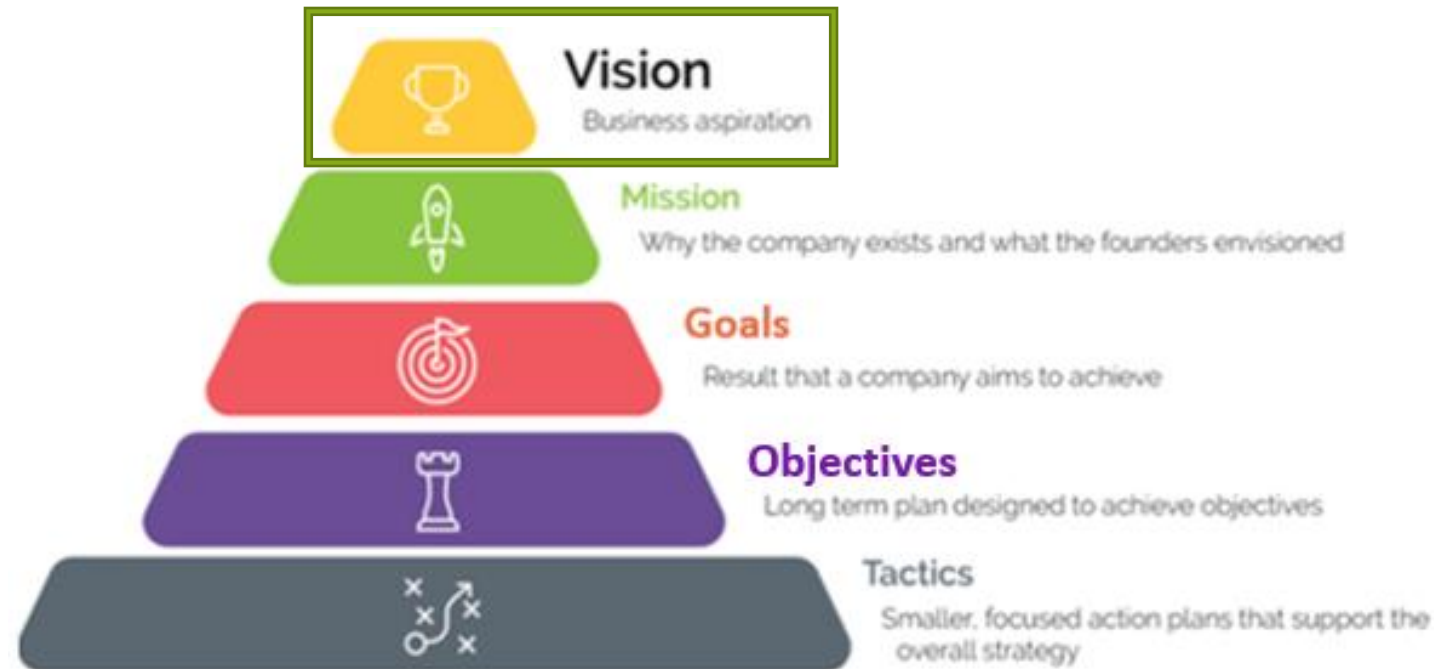 Vision
Business aspiration
Mission
Why the company exists and what the founders envisioned
Goals
Result that a company aims to achieve
Objectives
Long term plan designed to achieve objectives
Tactics
Smaller, focused action plans that support the
overall strategy